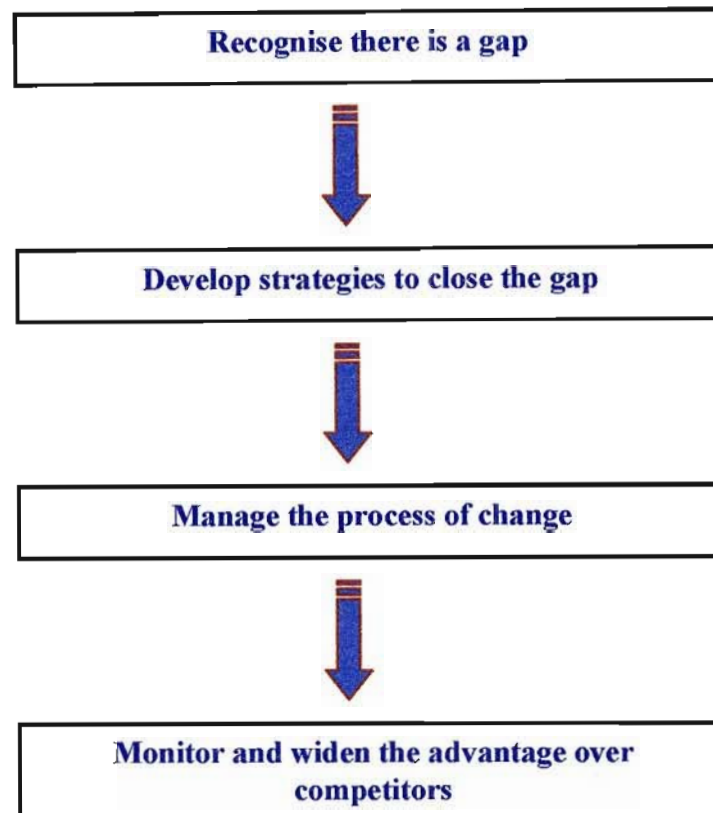 Recognise there is a gap
Develop strategies to close the gap
Manage the process of change
Monitor and widen the advantage over
competitors